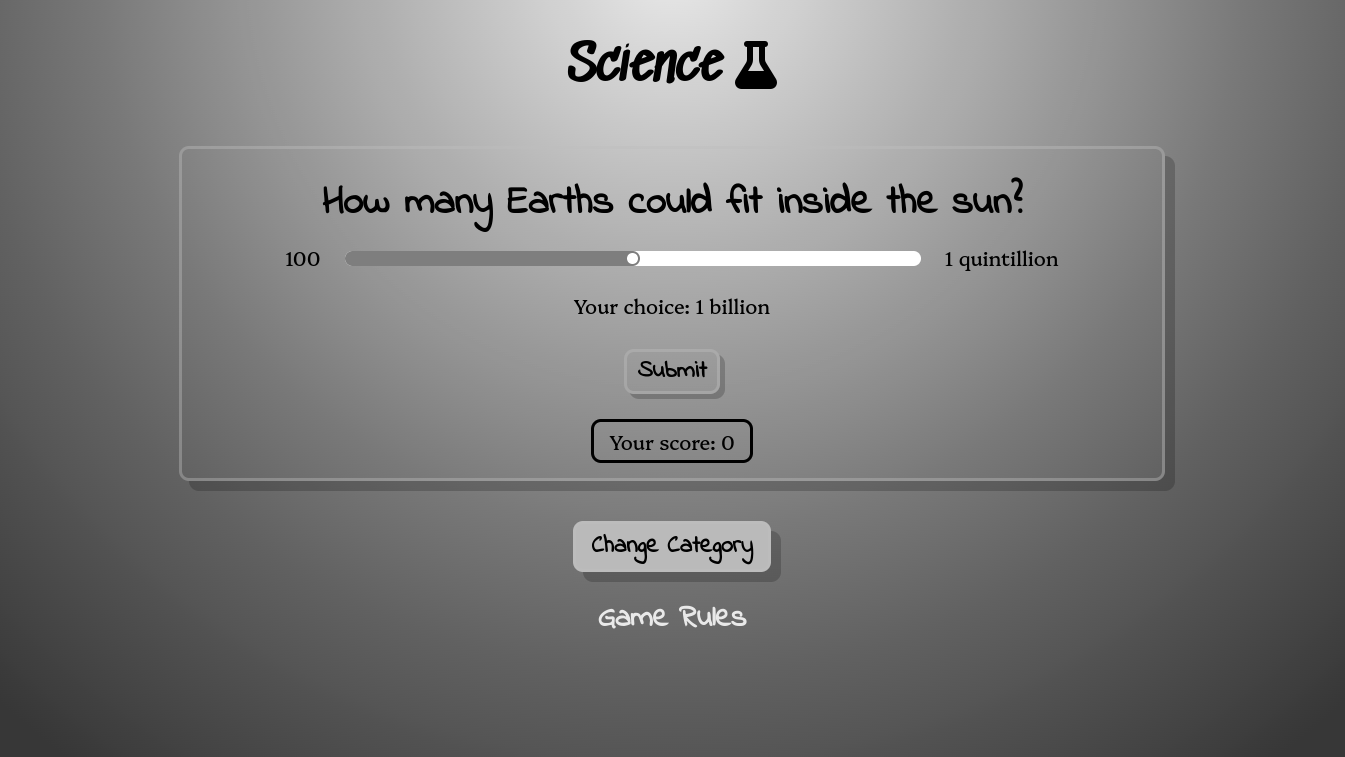 Science
How many Earths could fit inside the sun?
100 1 quintillion
Your choice: 1 billion
Submit
Your score: 0
Change Category
Game Rules